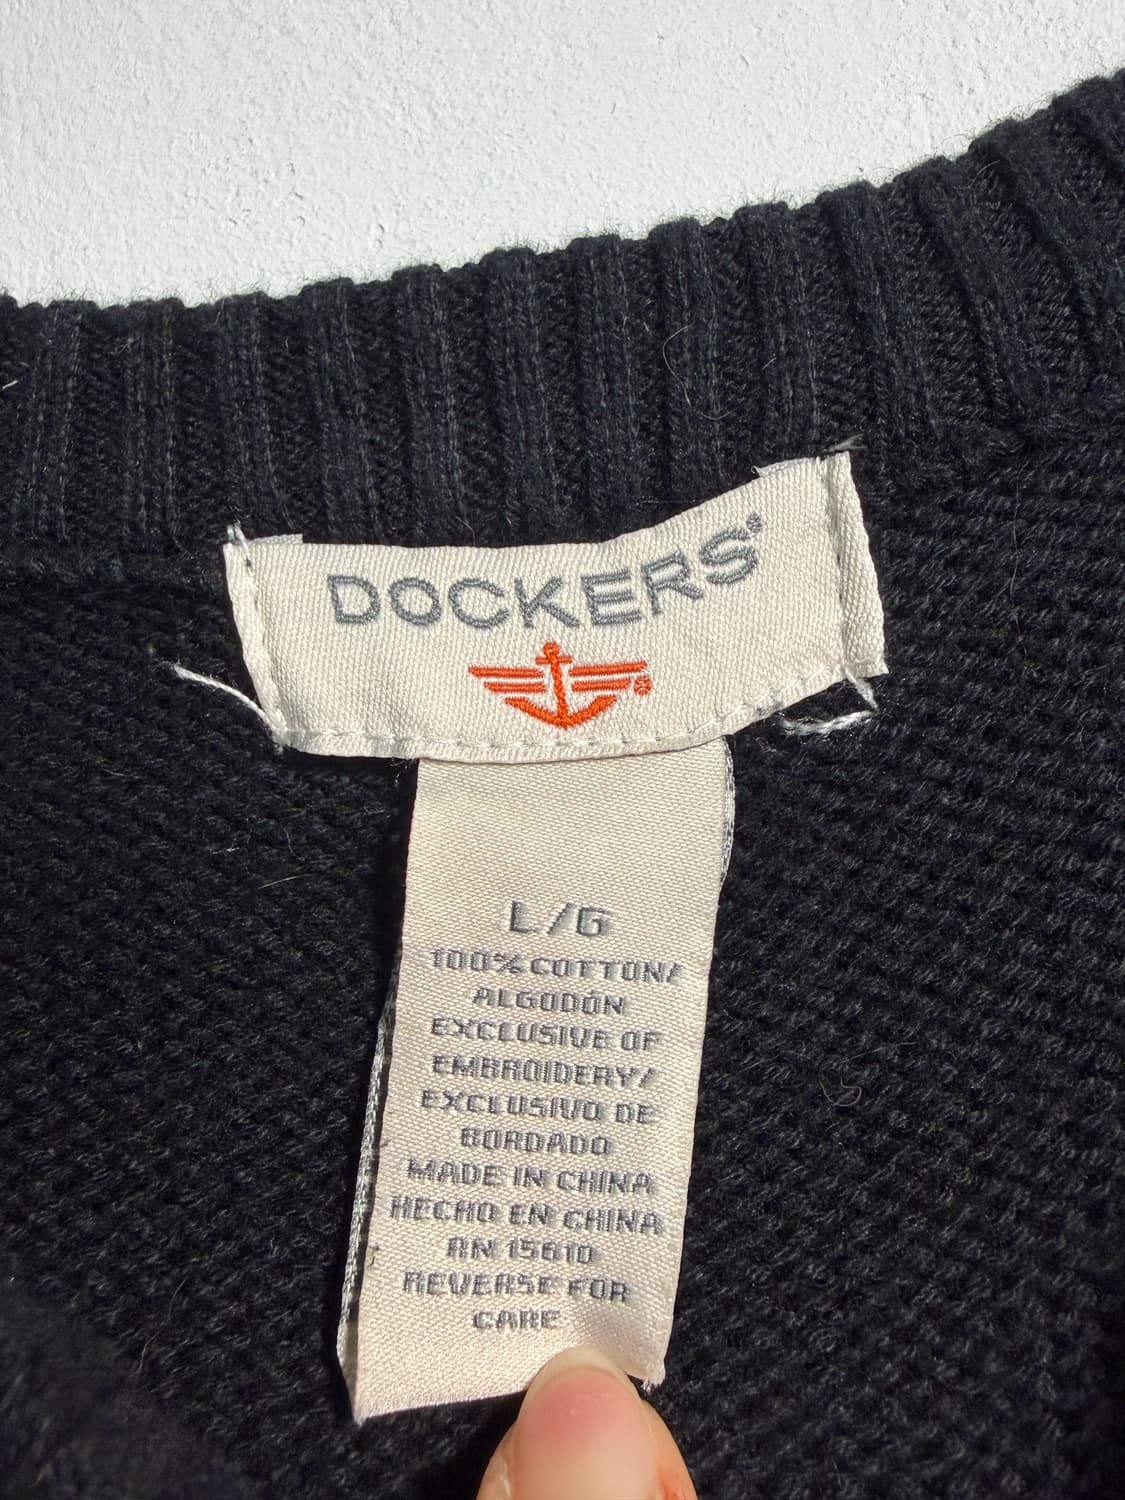 DOCKERS®
L/G
100% COTTON/
ALGODÓN
EXCLUSIVE OF
EMBROIDERY/
EXCLUSIVO DE
BORDADO
MADE IN CHINA
HECHO EN CHINA
RN 15610
REVERSE FOR
CARE